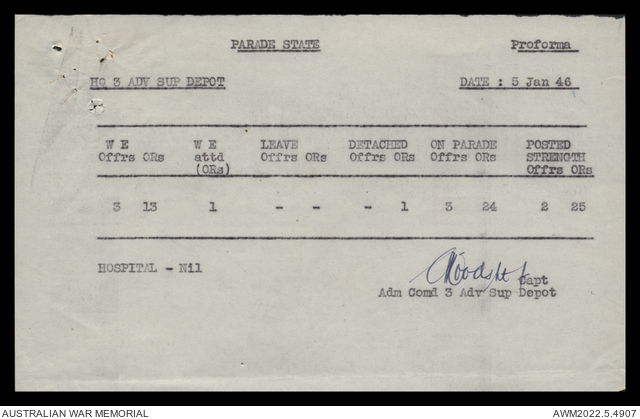 PARADE STATE Proforma
HQ 3 ADV SUP DEPOT DATE : 5 Jan 46
W E W E LEAVE DETACHED ON PARADE POSTED
Offrs ORs attd Offrs ORs Offrs ORs Offrs ORs STRENGTH
(ORs) Offrs ORs
3 13 1 - - - 1 3 24 2 25
HOSPITAL - Nil
Capt
Adm Comd 3 Adv Sup Depot
AUSTRALIAN WAR MEMORIAL AWM2022.5.4907